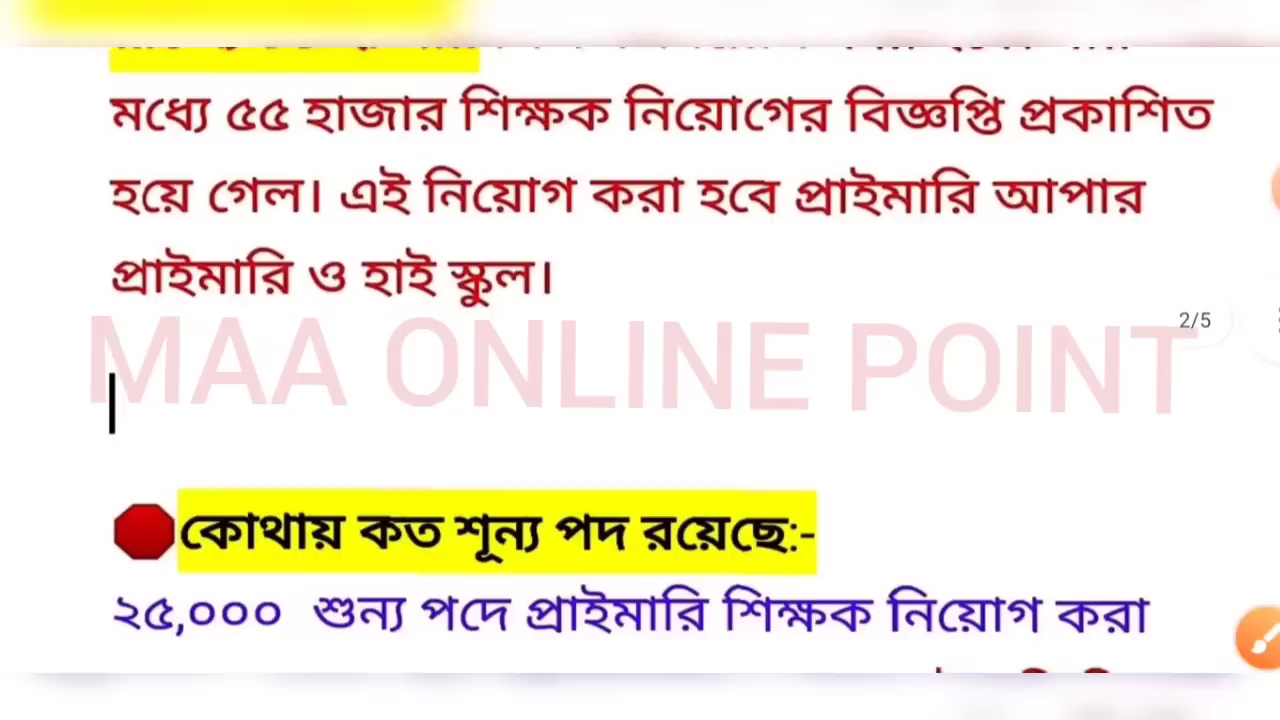 মধ্যে ৫৫ হাজার শিক্ষক নিয়োগের বিজ্ঞপ্তি প্রকাশিত
হয়ে গেল। এই নিয়োগ করা হবে প্রাইমারি আপার
প্রাইমারি ও হাই স্কুল।
2/5
MAA ONLINE POINT
কোথায় কত শূন্য পদ রয়েছে:-
২৫,০০০ শুন্য পদে প্রাইমারি শিক্ষক নিয়োগ করা